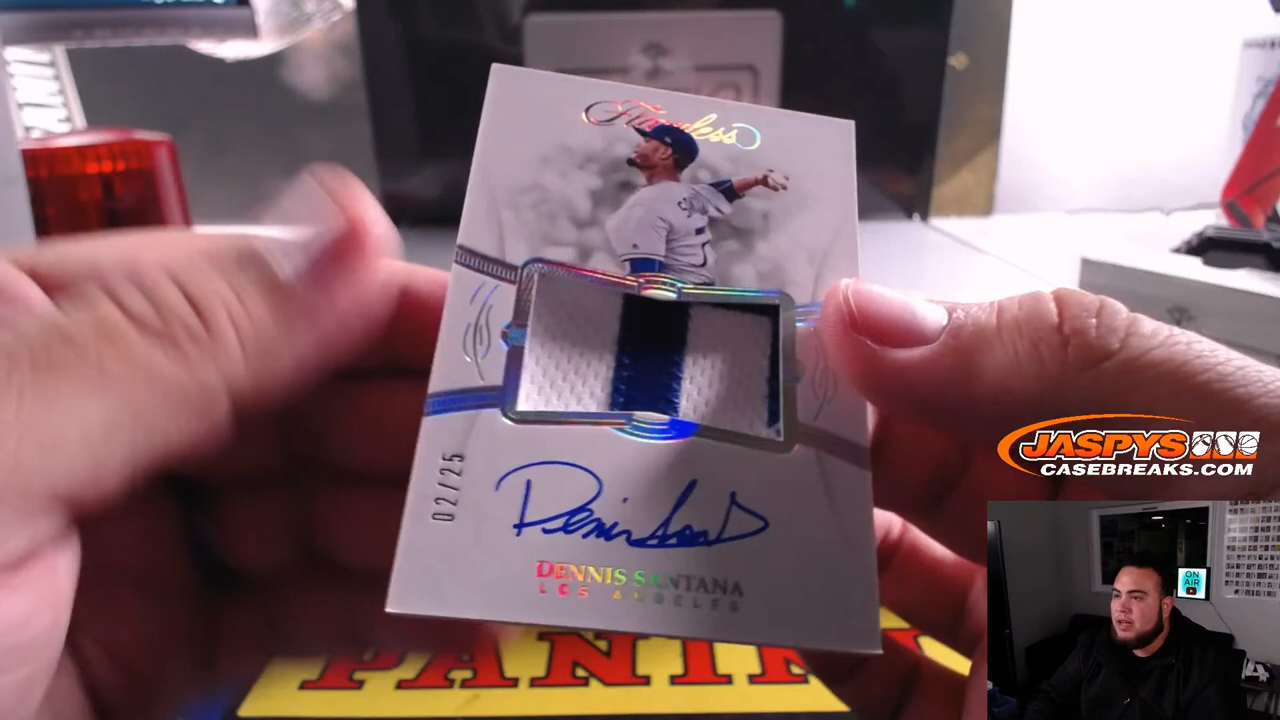 Flawless
02/25
DENNIS SANTANA
LOS ANGELES
PANINI
JASPYS
CASEBREAKS.COM
ON
AIR